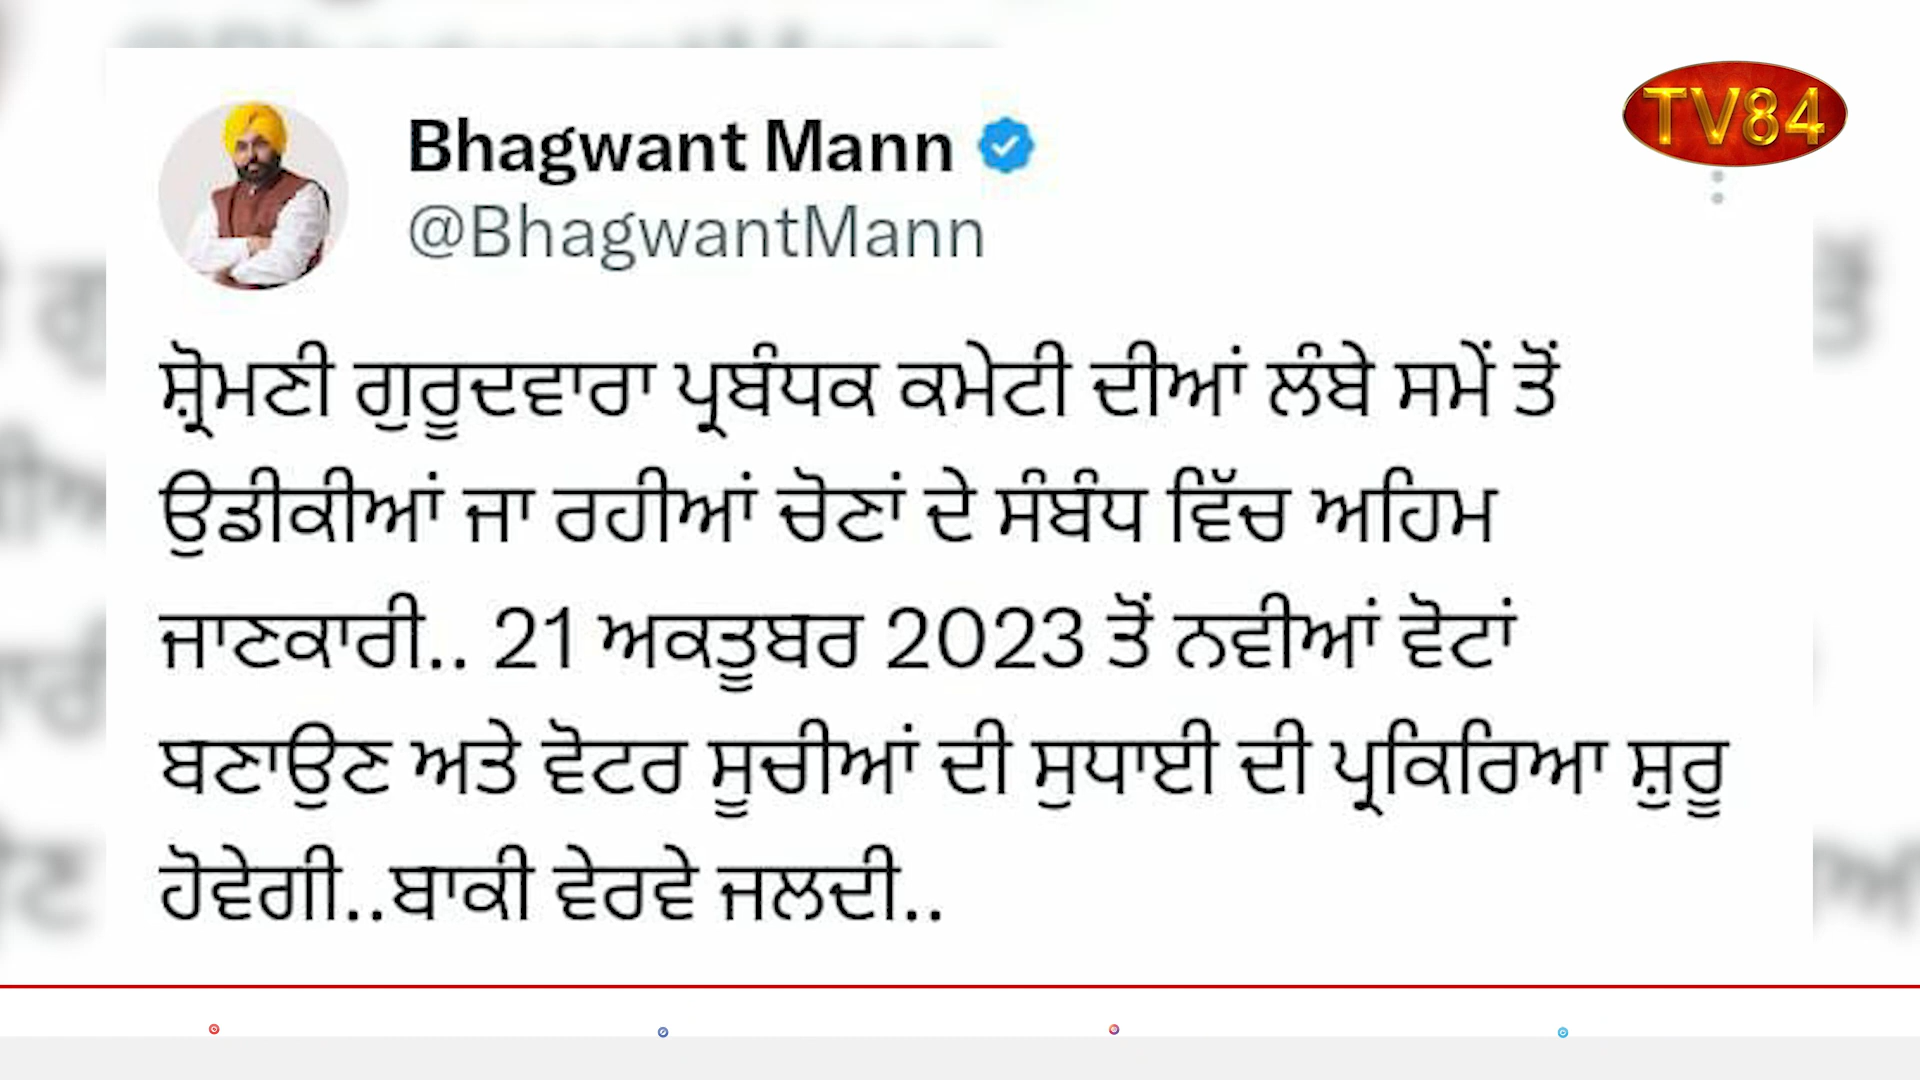 TV84
Bhagwant Mann
@BhagwantMann
ਸ਼੍ਰੋਮਣੀ ਗੁਰੂਦਵਾਰਾ ਪ੍ਰਬੰਧਕ ਕਮੇਟੀ ਦੀਆਂ ਲੰਬੇ ਸਮੇਂ ਤੋਂ
ਉਡੀਕੀਆਂ ਜਾ ਰਹੀਆਂ ਚੋਣਾਂ ਦੇ ਸੰਬੰਧ ਵਿੱਚ ਅਹਿਮ
ਜਾਣਕਾਰੀ.. 21 ਅਕਤੂਬਰ 2023 ਤੋਂ ਨਵੀਆਂ ਵੋਟਾਂ
ਬਣਾਉਣ ਅਤੇ ਵੋਟਰ ਸੂਚੀਆਂ ਦੀ ਸੁਧਾਈ ਦੀ ਪ੍ਰਕਿਰਿਆ ਸ਼ੁਰੂ
ਹੋਵੇਗੀ..ਬਾਕੀ ਵੇਰਵੇ ਜਲਦੀ..